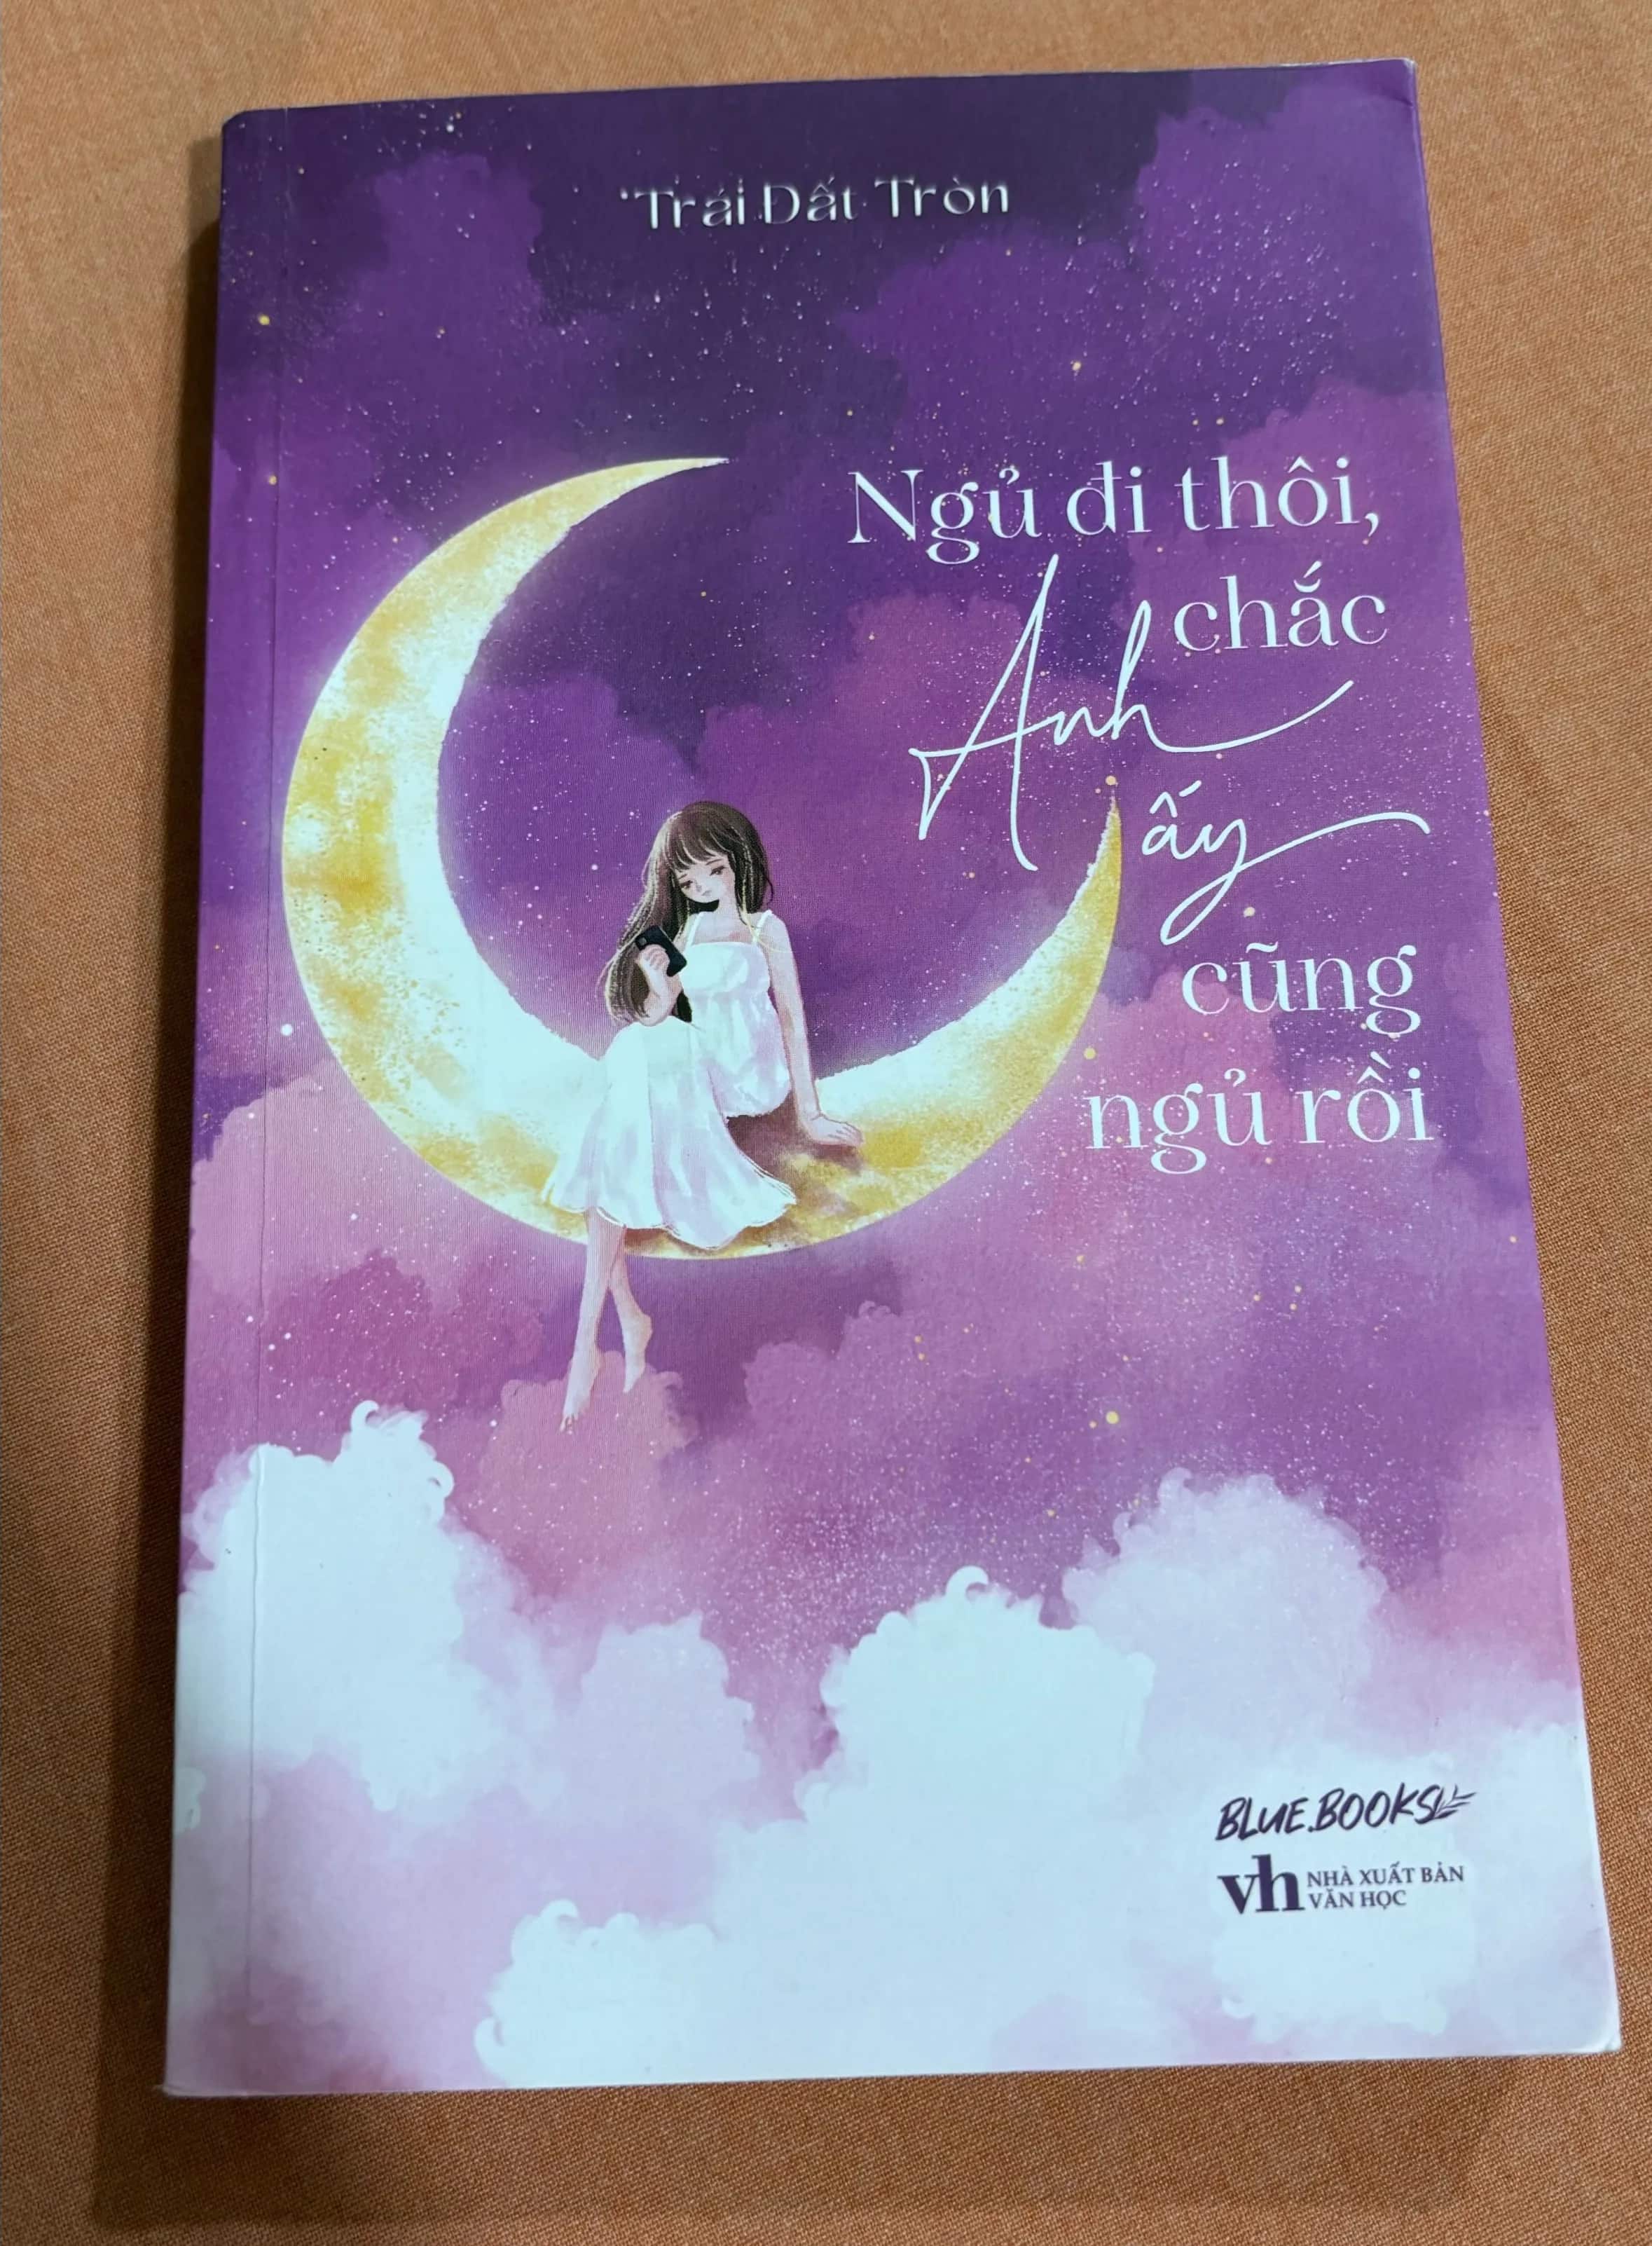 Trái Đất Tròn
Ngủ đi thôi,
chắc
Anh
ấy
cũng
ngủ rồi
BLUE.BOOKS
vh NHÀ XUẤT BẢN
VĂN HỌC